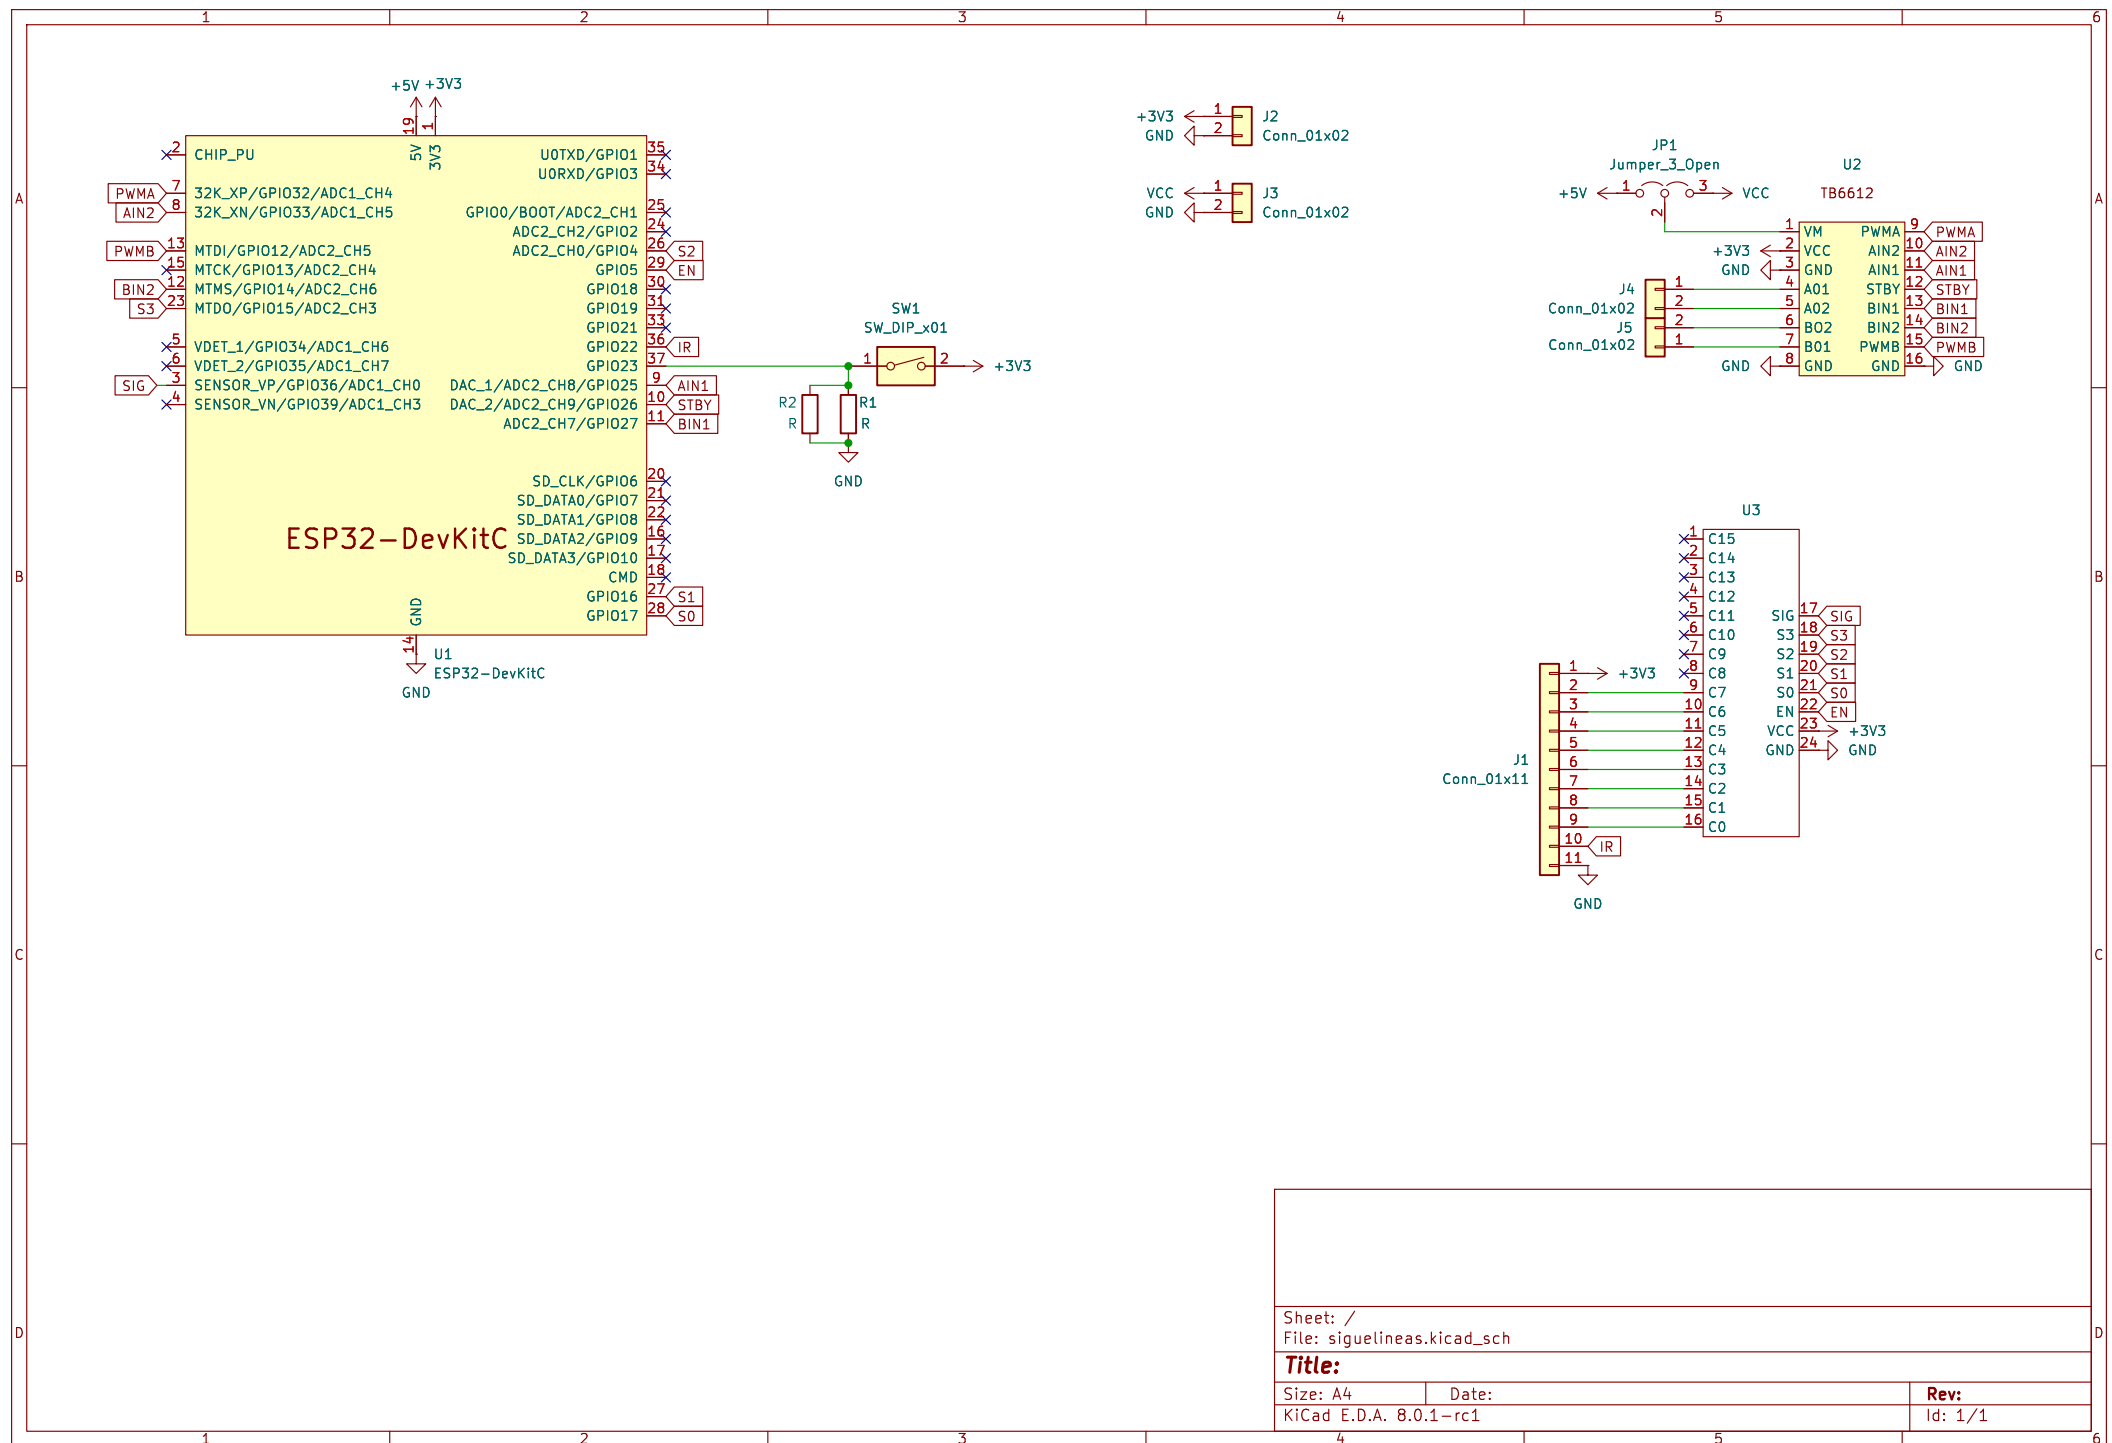 1 2 3 4 5 6
A
B
C
D
+5V +3V3
19 1
5V 3V3
2 CHIP_PU
PWMA 7 32K_XP/GPIO32/ADC1_CH4
AIN2 8 32K_XN/GPIO33/ADC1_CH5
PWMB 13 MTDI/GPIO12/ADC2_CH5
15 MTCK/GPIO13/ADC2_CH4
BIN2 12 MTMS/GPIO14/ADC2_CH6
S3 23 MTDO/GPIO15/ADC2_CH3
5 VDET_1/GPIO34/ADC1_CH6
6 VDET_2/GPIO35/ADC1_CH7
SIG 3 SENSOR_VP/GPIO36/ADC1_CH0
4 SENSOR_VN/GPIO39/ADC1_CH3
U0TXD/GPIO1 35
U0RXD/GPIO3 34
GPIO0/BOOT/ADC2_CH1 25
ADC2_CH2/GPIO2 24
ADC2_CH0/GPIO4 26 S2
GPIO5 29 EN
GPIO18 30
GPIO19 31
GPIO21 33
GPIO22 36 IR
GPIO23 37
DAC_1/ADC2_CH8/GPIO25 9 AIN1
DAC_2/ADC2_CH9/GPIO26 10 STBY
ADC2_CH7/GPIO27 11 BIN1
SD_CLK/GPIO6 20
SD_DATA0/GPIO7 21
SD_DATA1/GPIO8 22
SD_DATA2/GPIO9 16
SD_DATA3/GPIO10 17
CMD 18
GPIO16 27 S1
GPIO17 28 S0
ESP32-DevKitC
GND
14
U1
ESP32-DevKitC
GND
SW1
SW_DIP_x01
1 2 +3V3
R2 R1
R R
GND
+3V3 1 J2
GND 2 Conn_01x02
VCC 1 J3
GND 2 Conn_01x02
JP1
Jumper_3_Open
+5V 1 3 VCC
2
U2
TB6612
1 VM PWMA 9 PWMA
+3V3 2 VCC AIN2 10 AIN2
GND 3 GND AIN1 11 AIN1
J4 1 4 A01 STBY 12 STBY
Conn_01x02 2 5 A02 BIN1 13 BIN1
J5 2 6 BO2 BIN2 14 BIN2
Conn_01x02 1 7 B01 PWMB 15 PWMB
GND 8 GND GND 16 GND
U3
1 C15
2 C14
3 C13
4 C12
5 C11
6 C10
7 C9
8 C8
9 C7
10 C6
11 C5
12 C4
13 C3
14 C2
15 C1
16 C0
SIG 17 SIG
S3 18 S3
S2 19 S2
S1 20 S1
S0 21 S0
EN 22 EN
VCC 23 +3V3
GND 24 GND
J1
Conn_01x11
1 +3V3
2
3
4
5
6
7
8
9
10 IR
11
GND
A
B
C
D
Sheet: /
File: siguelineas.kicad_sch
Title:
Size: A4 Date: Rev:
KiCad E.D.A. 8.0.1-rc1 Id: 1/1
1 2 3 4 5 6